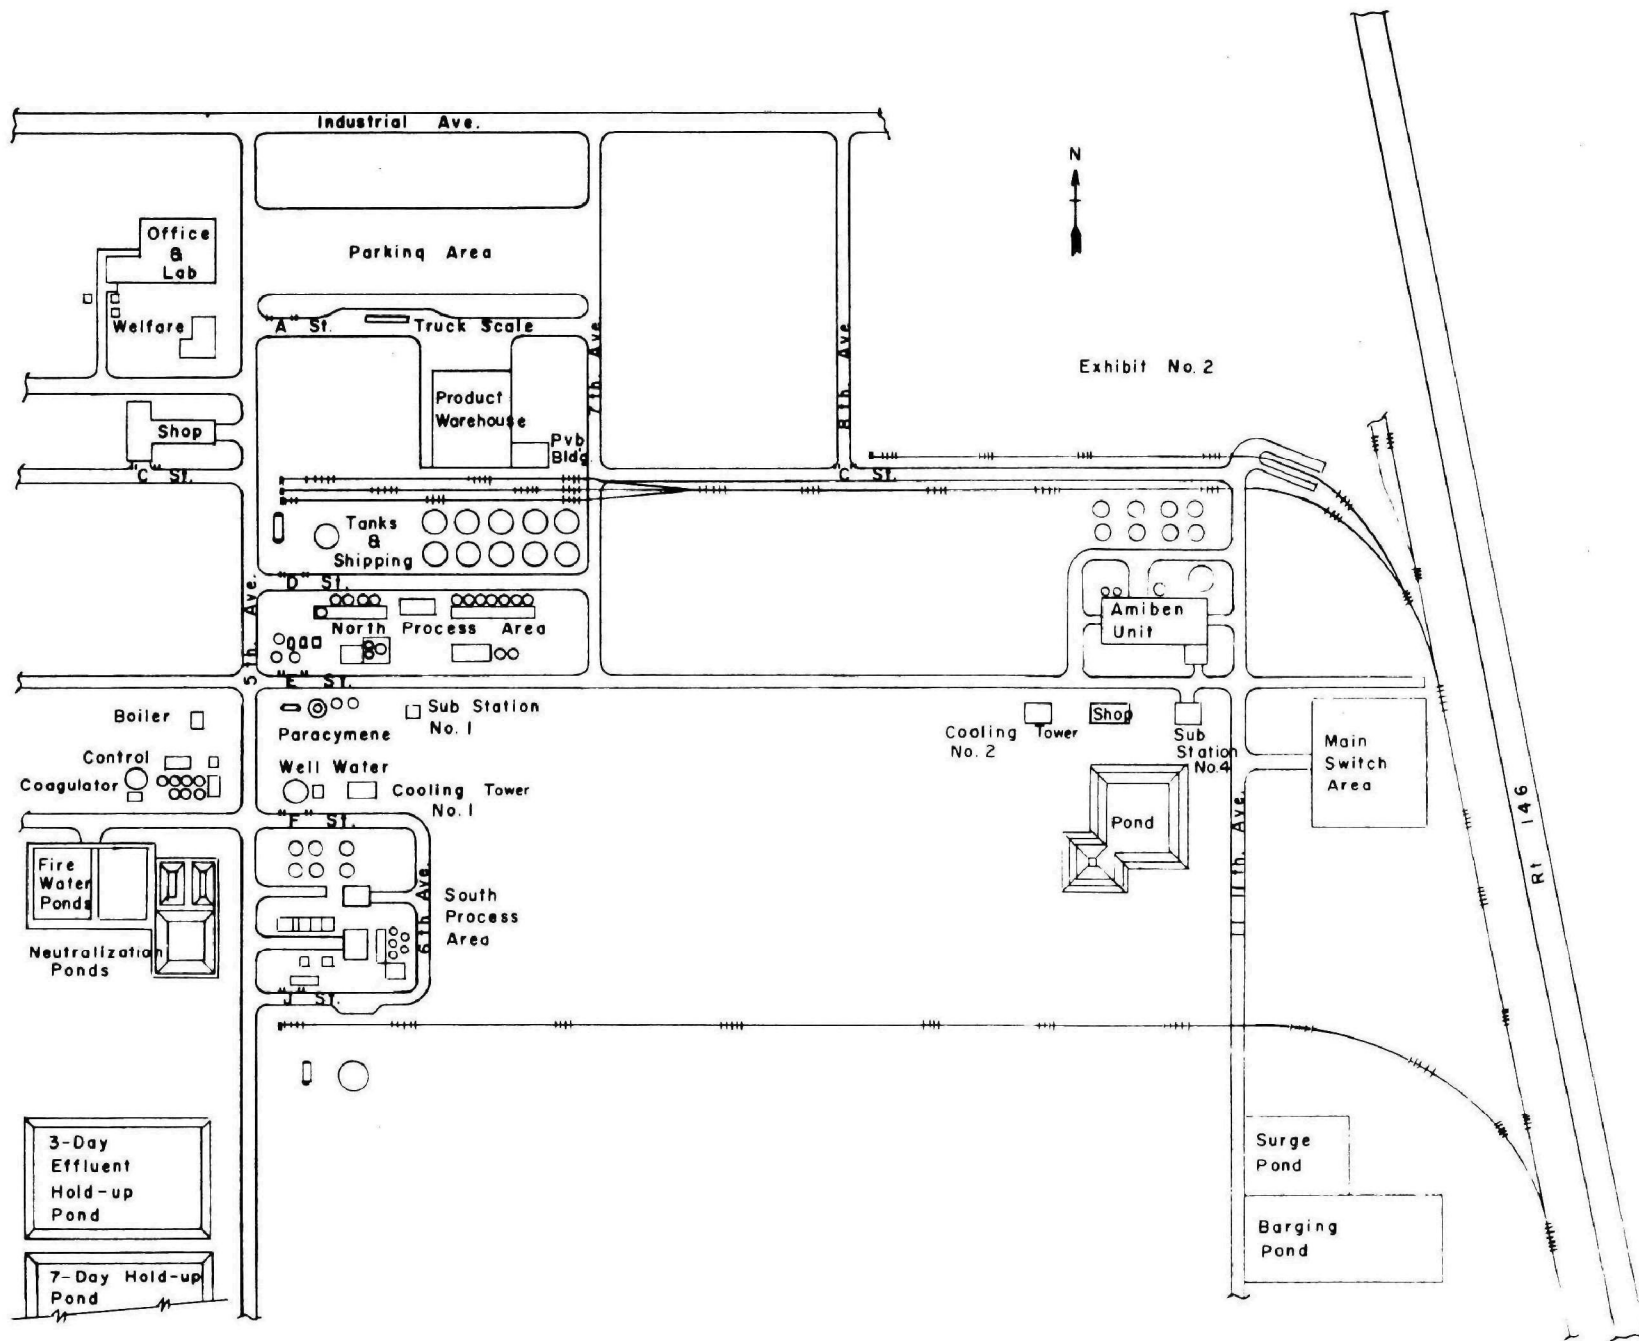 Industrial Ave.
N
Office
&
Lab
Parking Area
Welfare
"A" St.
Truck Scale
7th. Ave.
8th. Ave
Exhibit No. 2
Product
Warehouse
Shop
Pvb
Bldg
"C" St.
"C" St.
Tanks
&
Shipping
"D" St.
5th. Ave.
North Process Area
Amiben
Unit
"E" St.
Boiler
Sub Station
No. 1
Paracymene
Cooling Tower
No. 2
Shop
Sub
Station
No.4
Main
Switch
Area
Control
Coagulator
Well Water
Cooling Tower
No. 1
"F" St.
Pond
11th. Ave.
Rt 146
Fire
Water
Ponds
6th Ave.
South
Process
Area
Neutralization
Ponds
"J" St.
3-Day
Effluent
Hold-up
Pond
Surge
Pond
Barging
Pond
7-Day Hold-up
Pond